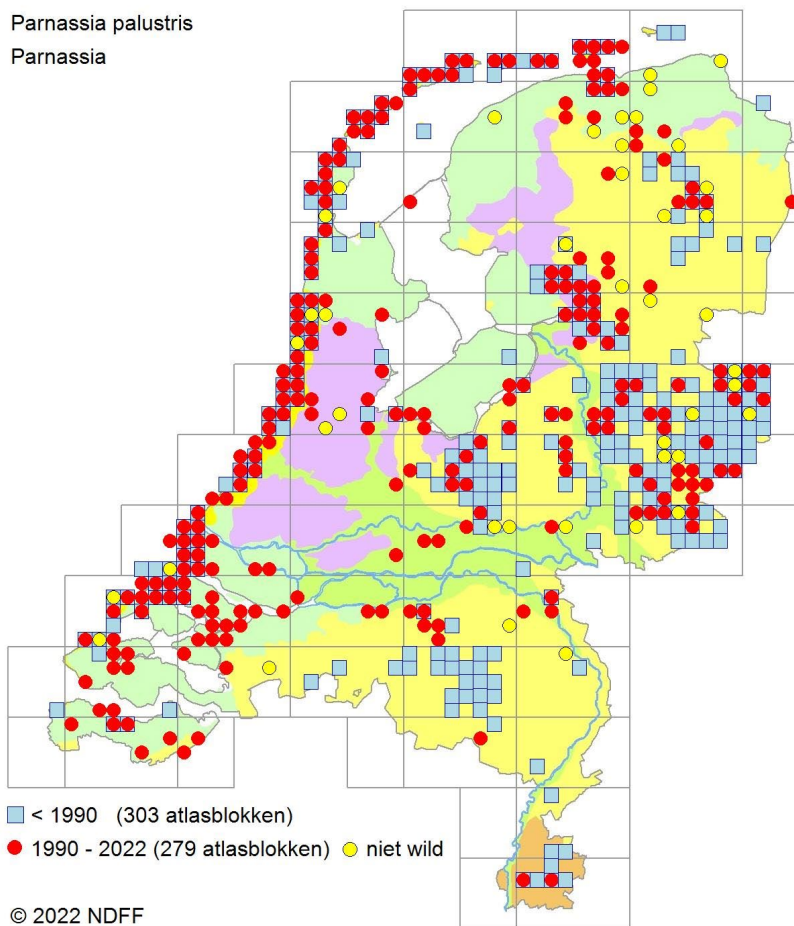 Parnassia palustris
Parnassia
< 1990 (303 atlasblokken)
1990 - 2022 (279 atlasblokken) niet wild
© 2022 NDFF